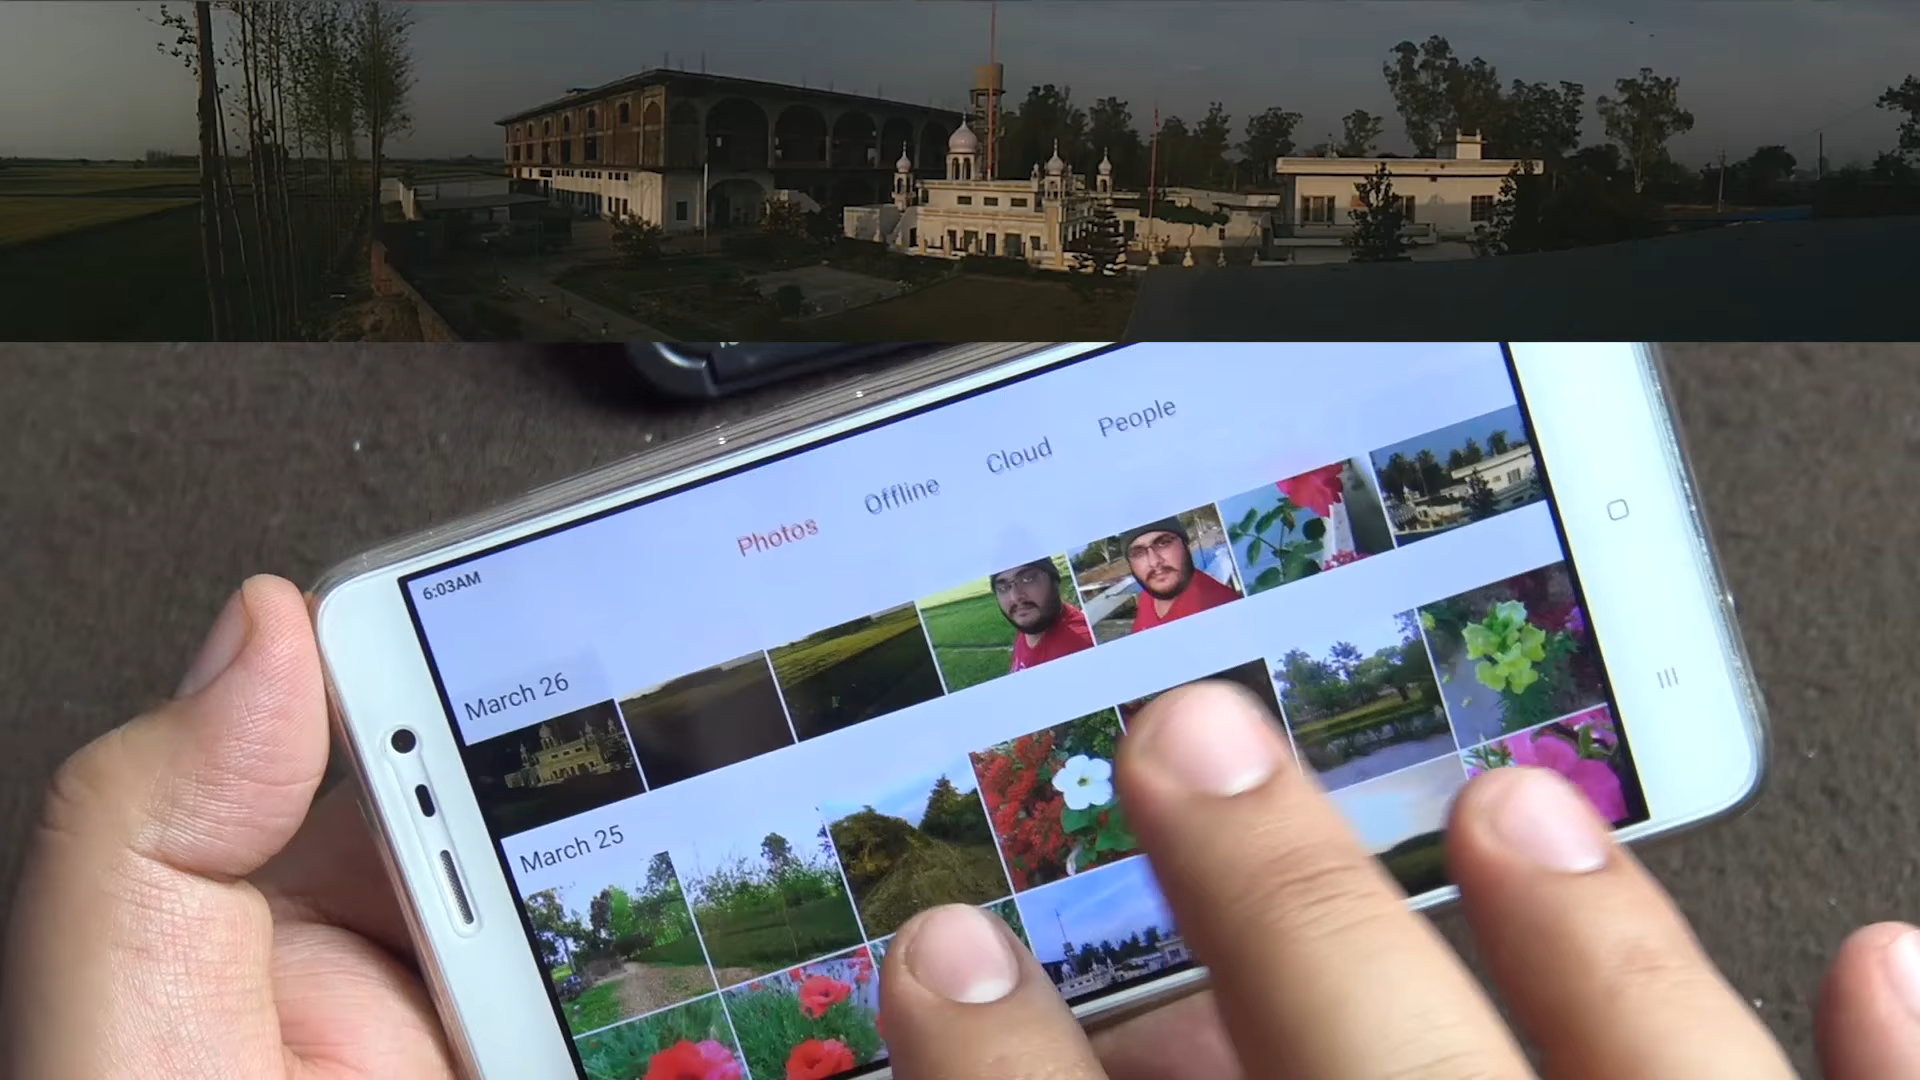 6:03AM
Photos
Offline
Cloud
People
March 26
March 25